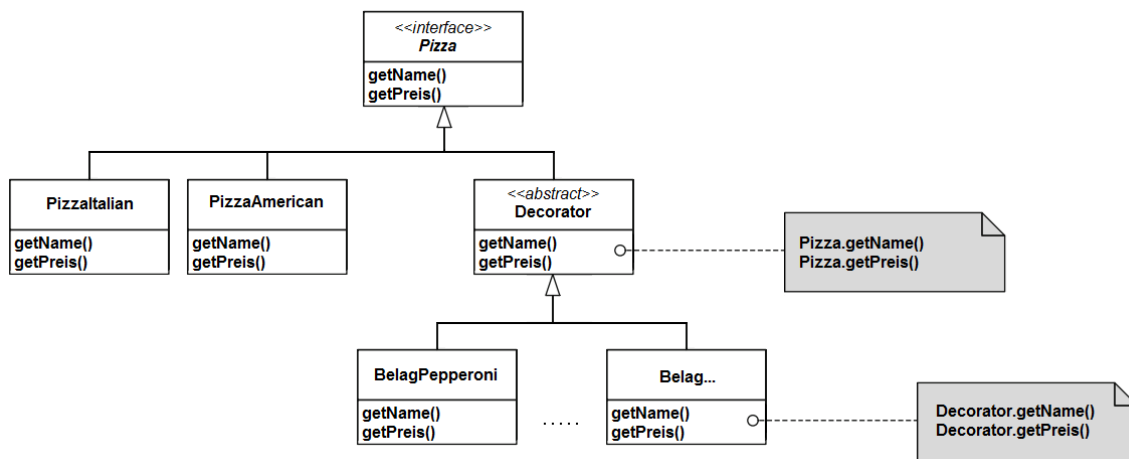 <<interface>>
Pizza
getName()
getPreis()
PizzaItalian
getName()
getPreis()
PizzaAmerican
getName()
getPreis()
<<abstract>>
Decorator
getName()
getPreis()
Pizza.getName()
Pizza.getPreis()
BelagPepperoni
getName()
getPreis()
.....
Belag...
getName()
getPreis()
Decorator.getName()
Decorator.getPreis()